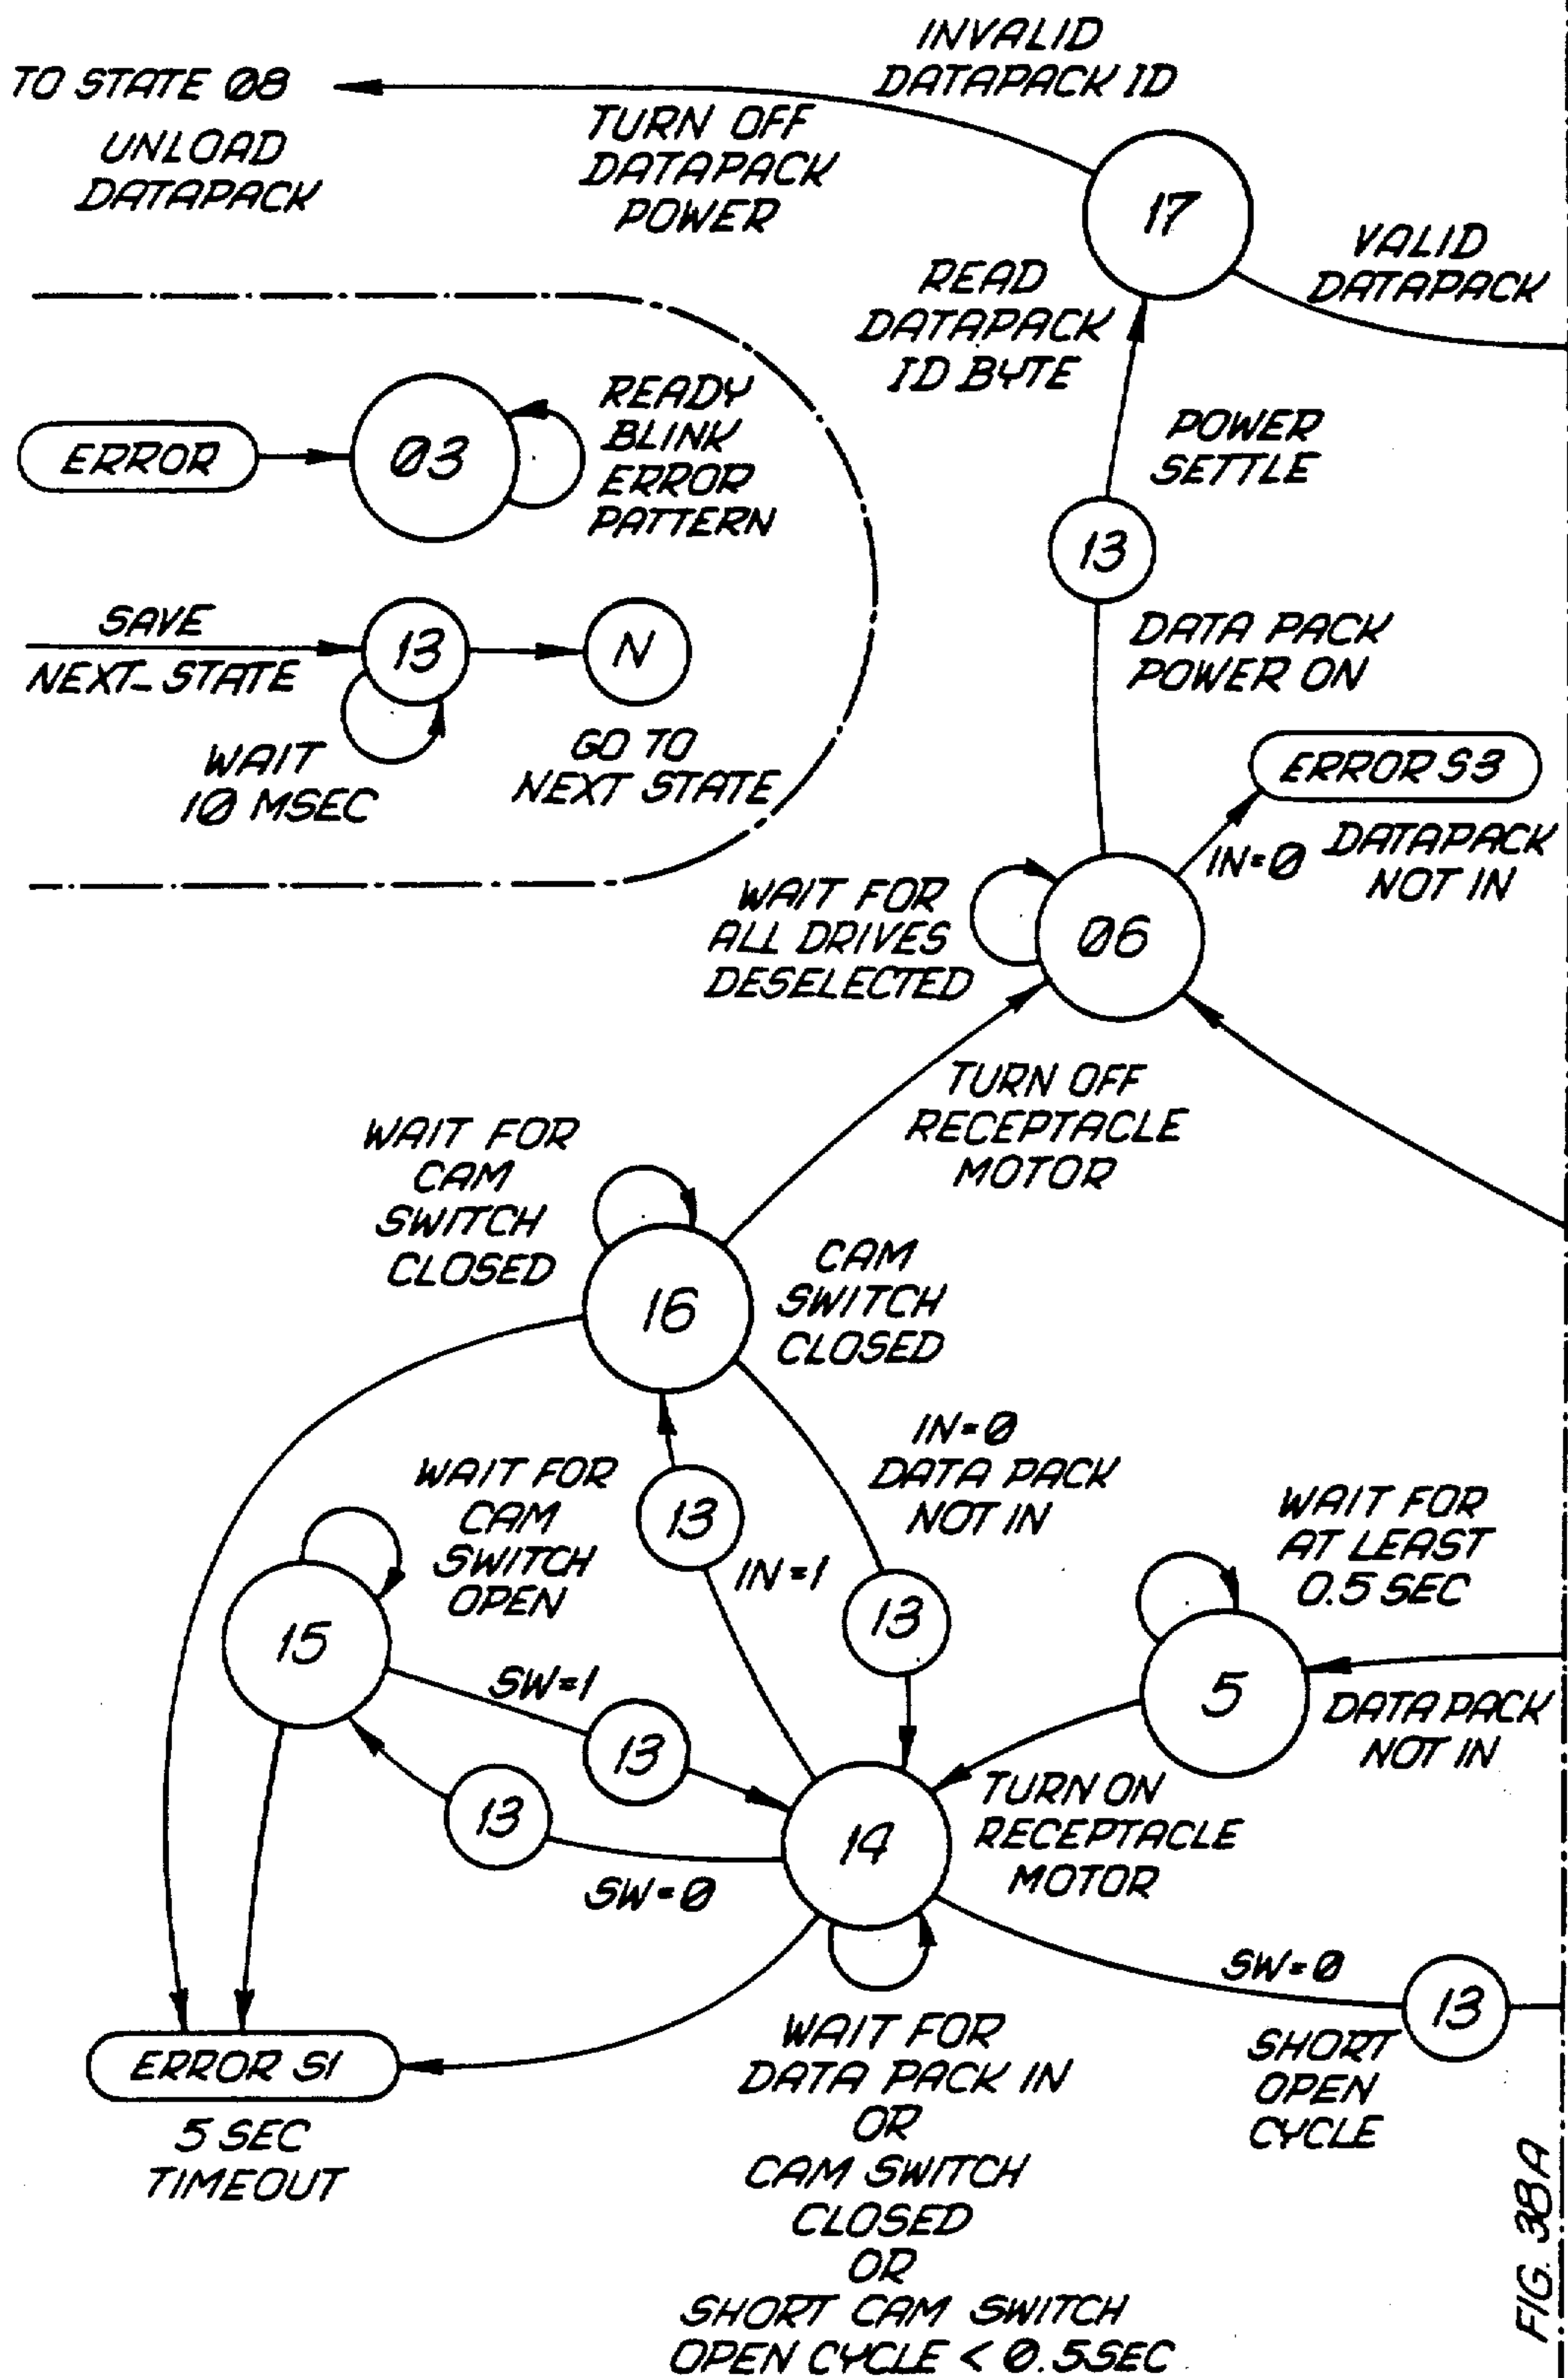 INVALID
DATAPACK ID
TO STATE 08
UNLOAD
DATAPACK
TURN OFF
DATAPACK
POWER
17
VALID
DATAPACK
READ
DATAPACK
ID BYTE
ERROR
03
READY
BLINK
ERROR
PATTERN
POWER
SETTLE
13
SAVE
NEXT_STATE
13
N
WAIT
10 MSEC
GO TO
NEXT STATE
DATA PACK
POWER ON
ERROR S3
IN=0
DATAPACK
NOT IN
WAIT FOR
ALL DRIVES
DESELECTED
06
TURN OFF
RECEPTACLE
MOTOR
WAIT FOR
CAM
SWITCH
CLOSED
16
CAM
SWITCH
CLOSED
IN=0
DATA PACK
NOT IN
WAIT FOR
CAM
SWITCH
OPEN
13
IN=1
13
WAIT FOR
AT LEAST
0.5 SEC
15
SW=1
13
5
DATA PACK
NOT IN
13
SW=0
14
TURN ON
RECEPTACLE
MOTOR
SW=0
13
SHORT
OPEN
CYCLE
ERROR S1
5 SEC
TIMEOUT
WAIT FOR
DATA PACK IN
OR
CAM SWITCH
CLOSED
OR
SHORT CAM SWITCH
OPEN CYCLE < 0.5SEC
FIG. 38A